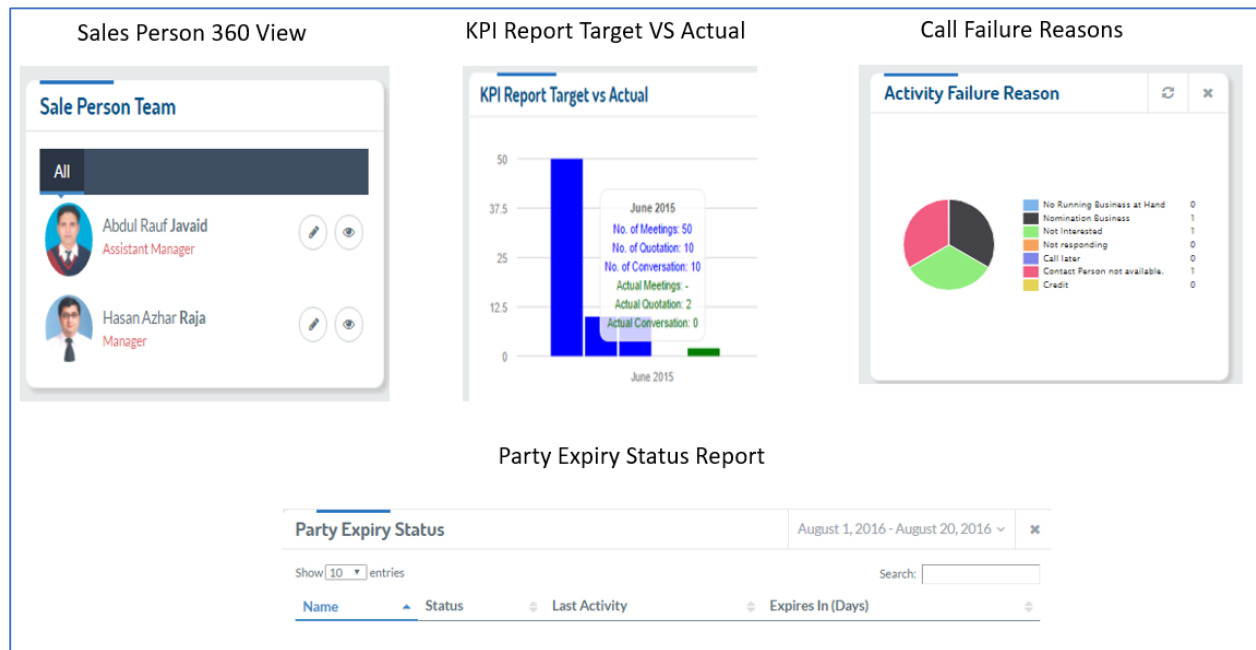 Sales Person 360 View
KPI Report Target VS Actual
Call Failure Reasons
Sale Person Team
All
Abdul Rauf Javaid
Assistant Manager
Hasan Azhar Raja
Manager
KPI Report Target vs Actual
50
37.5
25
12.5
0
June 2015
No. of Meetings: 50
No. of Quotation: 10
No. of Conversation: 10
Actual Meetings: -
Actual Quotation: 2
Actual Conversation: 0
June 2015
Activity Failure Reason
No Running Business at Hand 0
Nomination Business 1
Not Interested 1
Not responding 0
Call later 0
Contact Person not available. 1
Credit 0
Party Expiry Status Report
Party Expiry Status
August 1, 2016 - August 20, 2016
Show 10 entries
Search:
Name Status Last Activity Expires In (Days)